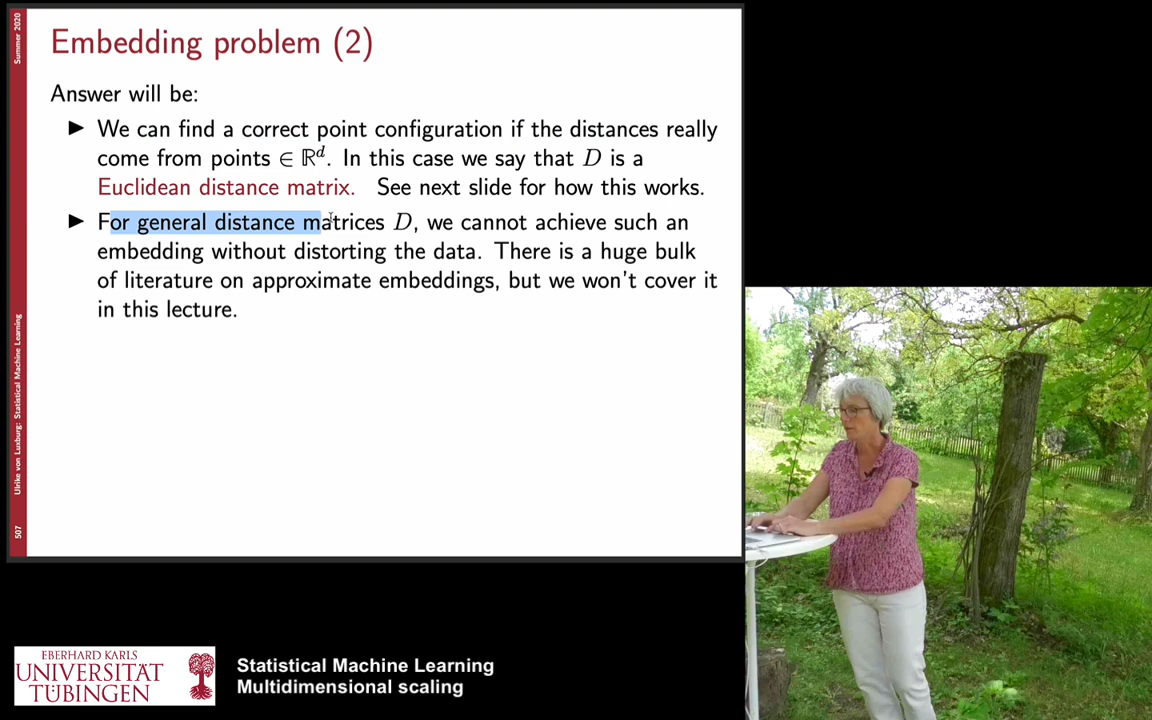 Summer 2020
Embedding problem (2)
Answer will be:
▶ We can find a correct point configuration if the distances really
come from points ∈ ℝᵈ. In this case we say that D is a
Euclidean distance matrix. See next slide for how this works.
▶ For general distance matrices D, we cannot achieve such an
embedding without distorting the data. There is a huge bulk
of literature on approximate embeddings, but we won't cover it
in this lecture.
Ulrike von Luxburg: Statistical Machine Learning
507
EBERHARD KARLS
UNIVERSITÄT
TÜBINGEN
Statistical Machine Learning
Multidimensional scaling